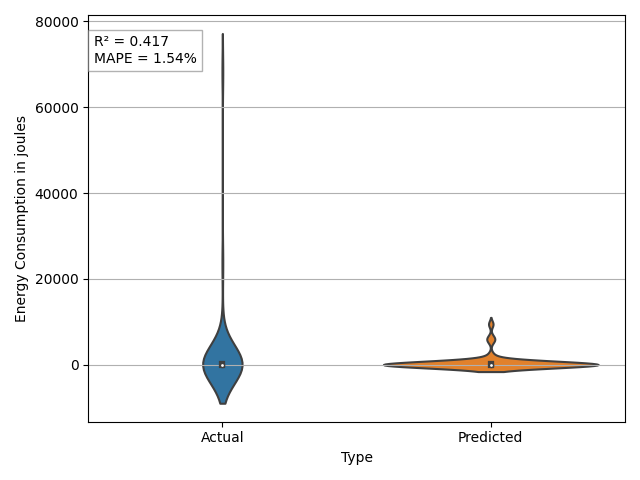 R² = 0.417
MAPE = 1.54%
80000
60000
40000
20000
0
Energy Consumption in joules
Actual
Predicted
Type